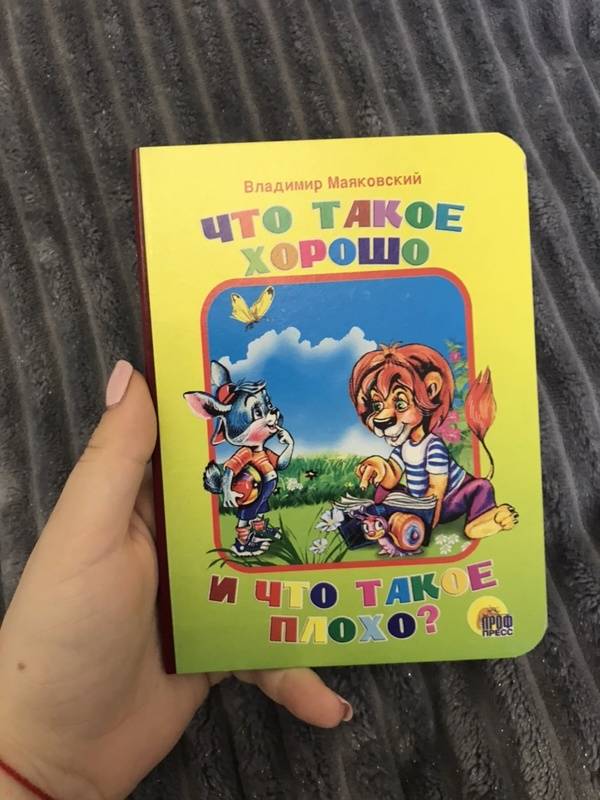 Владимир Маяковский
ЧТО ТАКОЕ
ХОРОШО
И ЧТО ТАКОЕ
ПЛОХО?
ПРОФ
ПРЕСС